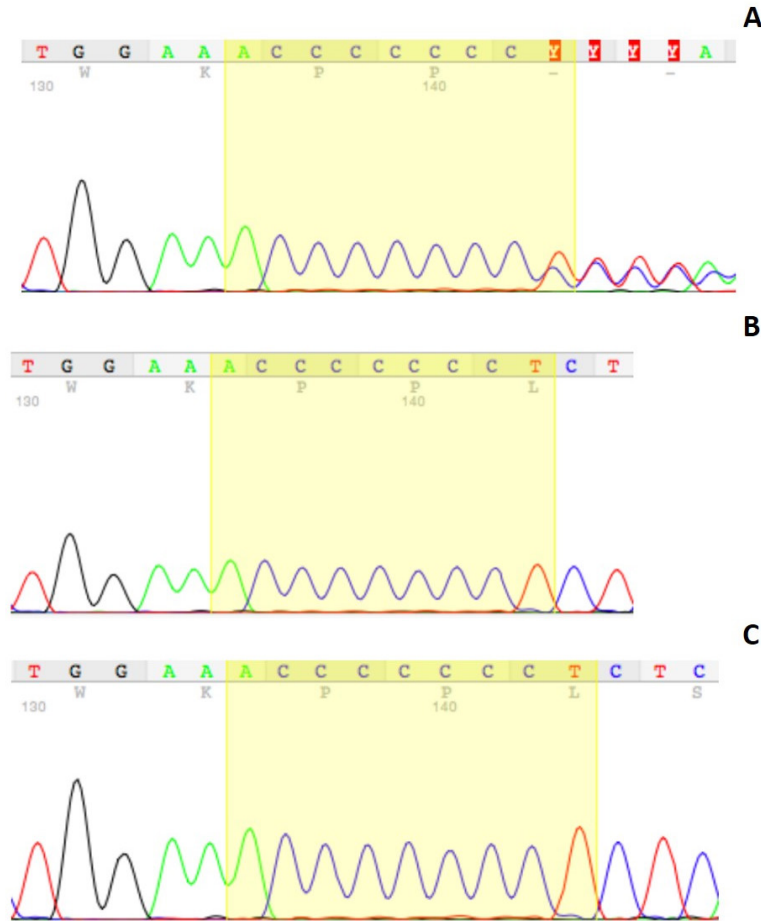 A
T G G A A A C C C C C C C Y Y Y Y A
W K P P – –
130 140
B
T G G A A A C C C C C C C T C T
W K P P L
130 140
C
T G G A A A C C C C C C C T C T C
W K P P L S
130 140